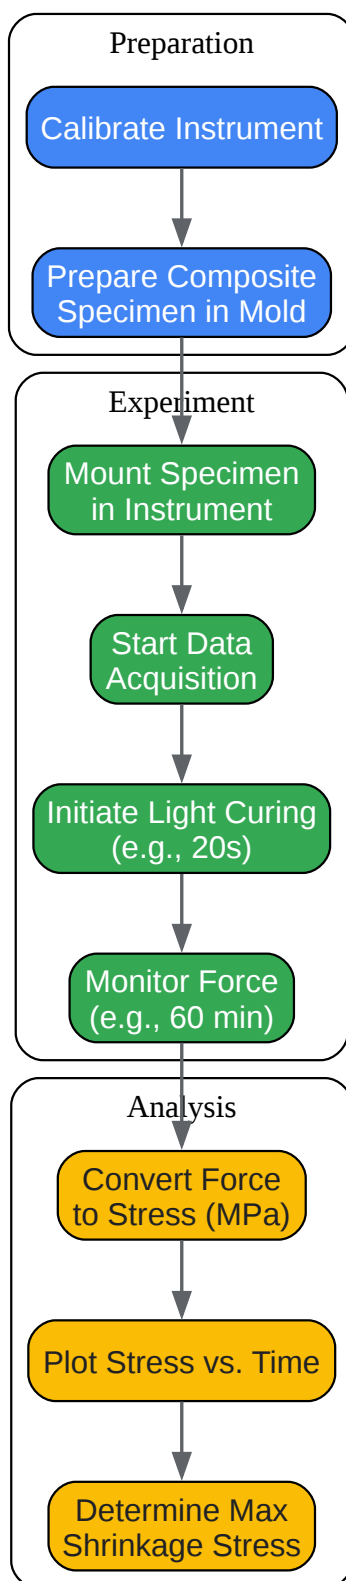 Preparation
Calibrate Instrument
Prepare Composite
Specimen in Mold
Experiment
Mount Specimen
in Instrument
Start Data
Acquisition
Initiate Light Curing
(e.g., 20s)
Monitor Force
(e.g., 60 min)
Analysis
Convert Force
to Stress (MPa)
Plot Stress vs. Time
Determine Max
Shrinkage Stress